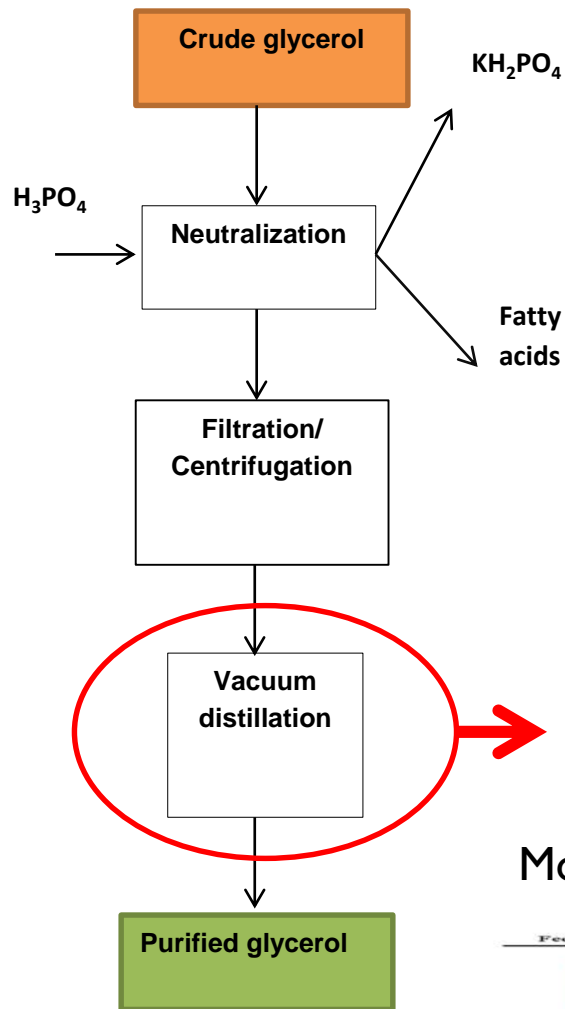 Crude glycerol
KH₂PO₄
H₃PO₄
Neutralization
Fatty
acids
Filtration/
Centrifugation
Vacuum
distillation
Purified glycerol